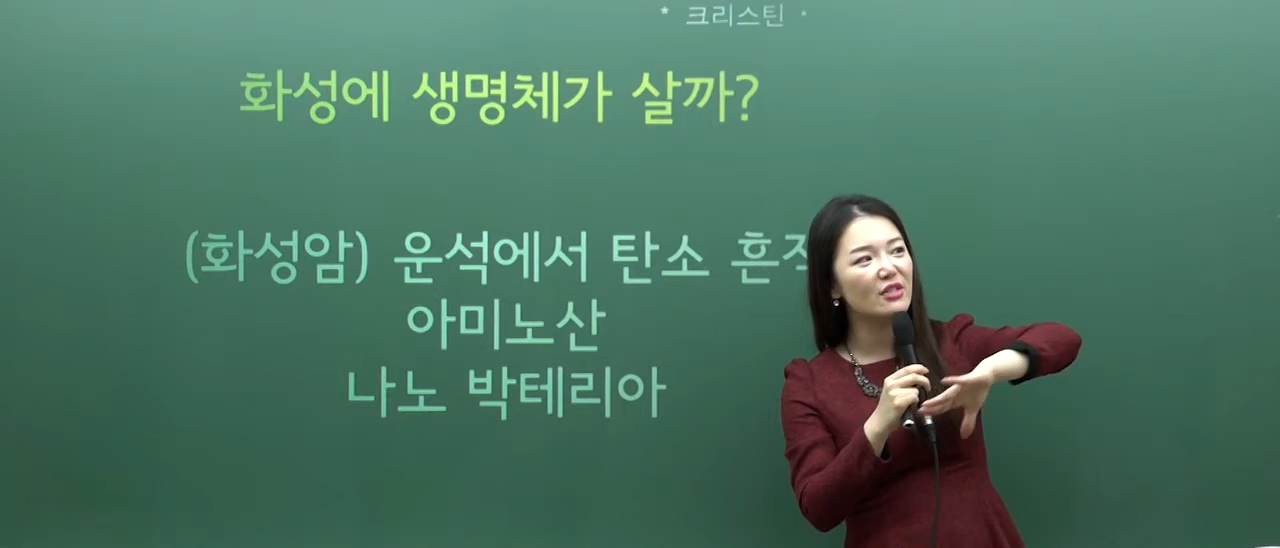 * 크리스틴 *
화성에 생명체가 살까?
(화성암) 운석에서 탄소
아미노산
나노 박테리아